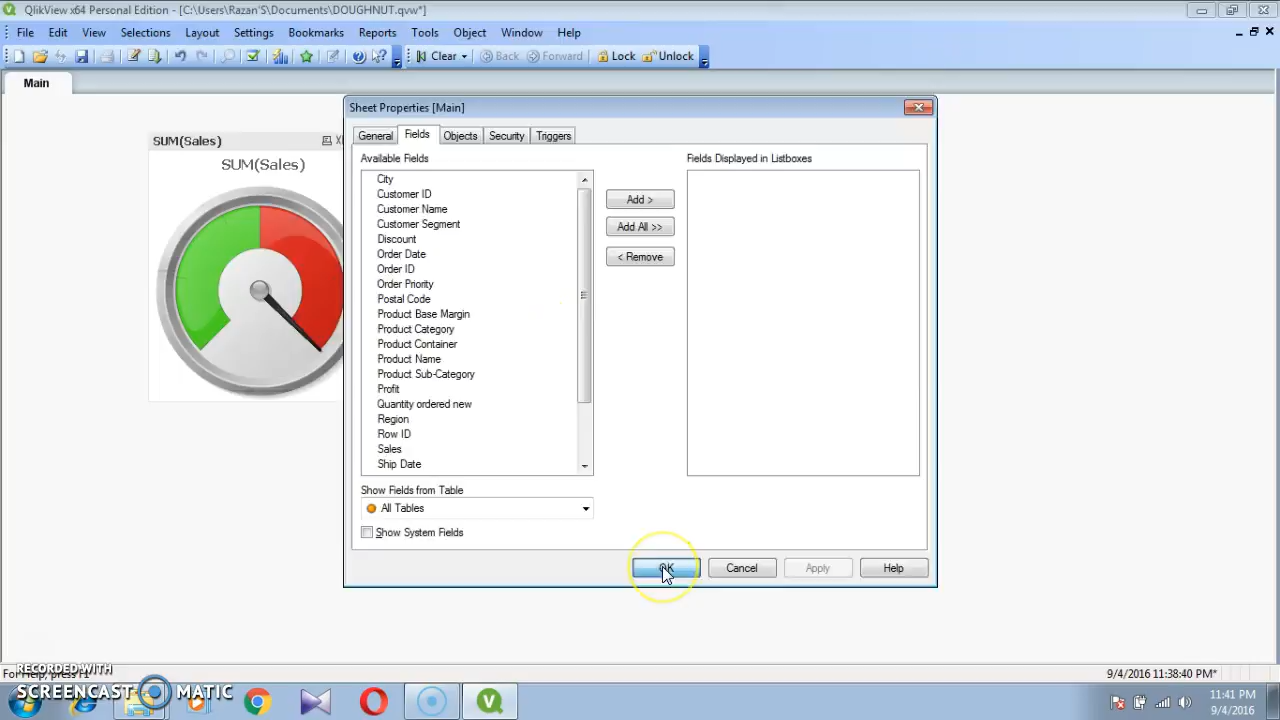 QlikView x64 Personal Edition - [C:\Users\Razan'S\Documents\DOUGHNUT.qvw*]
File Edit View Selections Layout Settings Bookmarks Reports Tools Object Window Help
Clear Back Forward Lock Unlock
Main
Sheet Properties [Main]
General Fields Objects Security Triggers
SUM(Sales)
SUM(Sales)
Available Fields
City
Customer ID
Customer Name
Customer Segment
Discount
Order Date
Order ID
Order Priority
Postal Code
Product Base Margin
Product Category
Product Container
Product Name
Product Sub-Category
Profit
Quantity ordered new
Region
Row ID
Sales
Ship Date
Add >
Add All >>
< Remove
Fields Displayed in Listboxes
Show Fields from Table
All Tables
Show System Fields
OK Cancel Apply Help
For Help, press F1
9/4/2016 11:38:40 PM*
RECORDED WITH
SCREENCAST MATIC
11:41 PM
9/4/2016